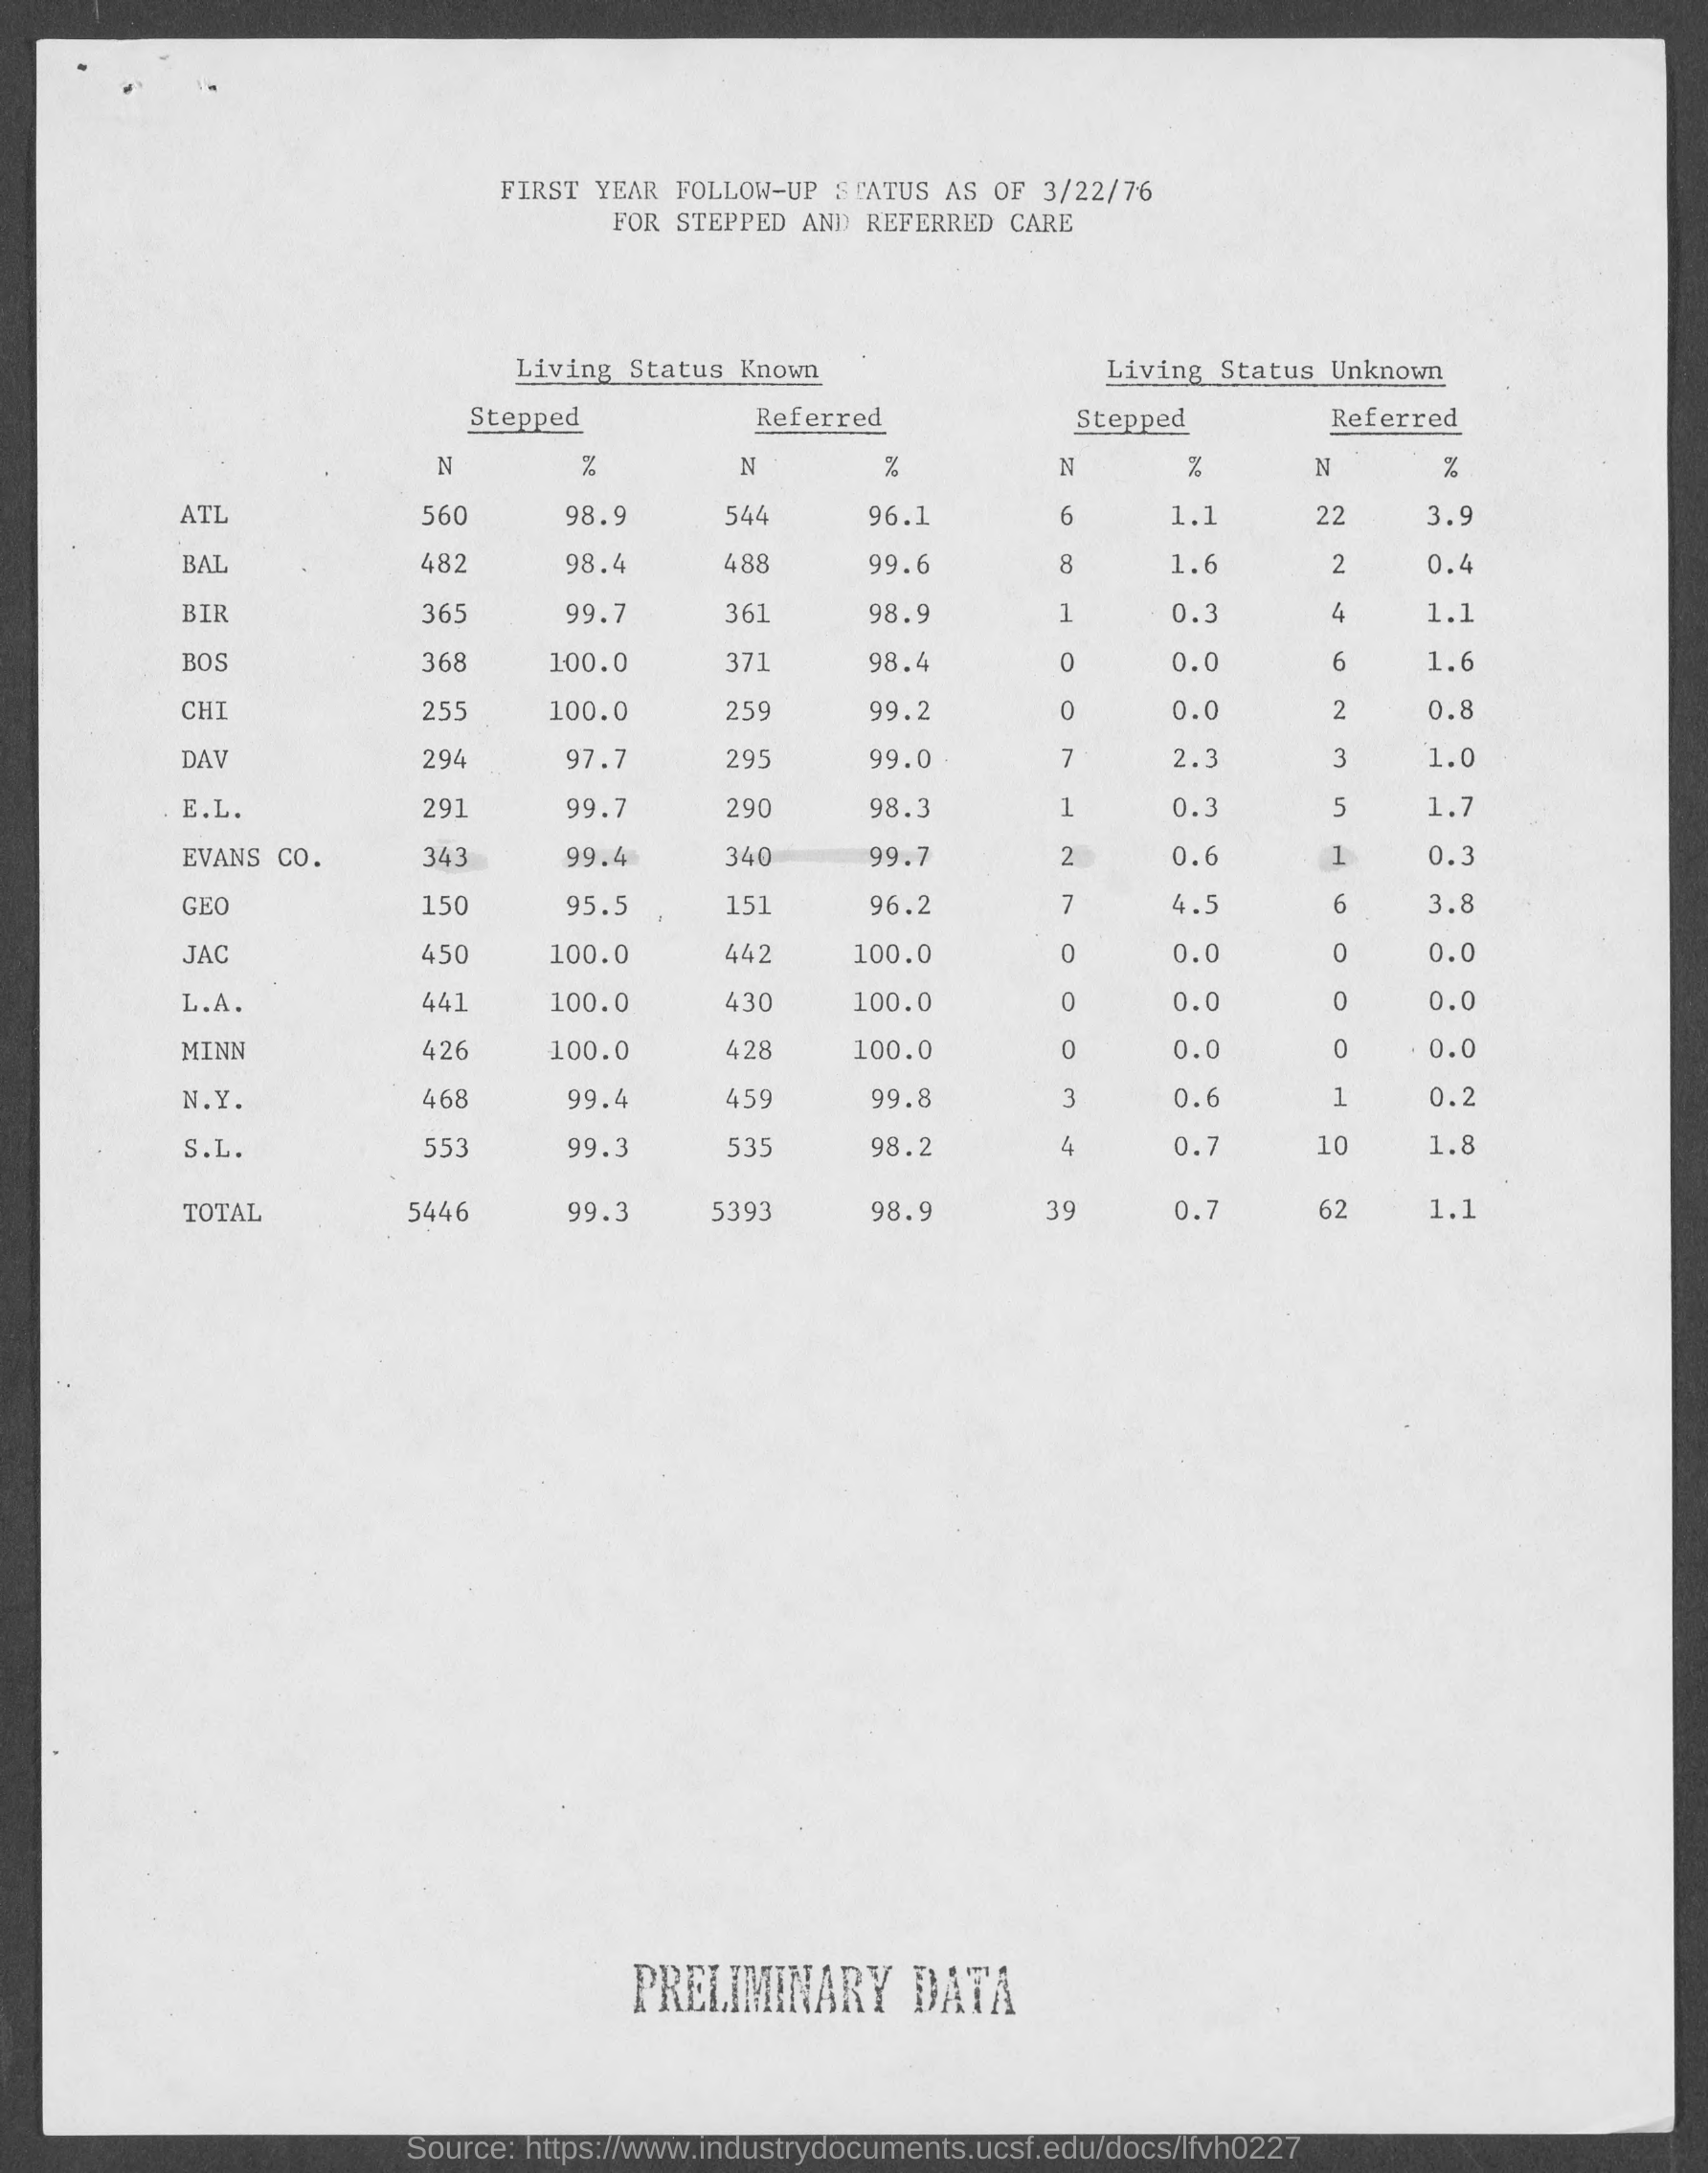 FIRST YEAR FOLLOW-UP STATUS AS OF 3/22/76
FOR STEPPED AND REFERRED CARE
Living Status Known Living Status Unknown
Stepped Referred Stepped Referred
N % N % N % N %
ATL 560 98.9 544 96.1 6 1.1 22 3.9
BAL 482 98.4 488 99.6 8 1.6 2 0.4
BIR 365 99.7 361 98.9 1 0.3 4 1.1
BOS 368 100.0 371 98.4 0 0.0 6 1.6
CHI 255 100.0 259 99.2 0 0.0 2 0.8
DAV 294 97.7 295 99.0 7 2.3 3 1.0
E.L. 291 99.7 290 98.3 1 0.3 5 1.7
EVANS CO. 343 99.4 340 99.7 2 0.6 1 0.3
GEO 150 95.5 151 96.2 7 4.5 6 3.8
JAC 450 100.0 442 100.0 0 0.0 0 0.0
L.A. 441 100.0 430 100.0 0 0.0 0 0.0
MINN 426 100.0 428 100.0 0 0.0 0 0.0
N.Y. 468 99.4 459 99.8 3 0.6 1 0.2
S.L. 553 99.3 535 98.2 4 0.7 10 1.8
TOTAL 5446 99.3 5393 98.9 39 0.7 62 1.1
PRELIMINARY DATA
Source: https://www.industrydocuments.ucsf.edu/docs/lfvh0227